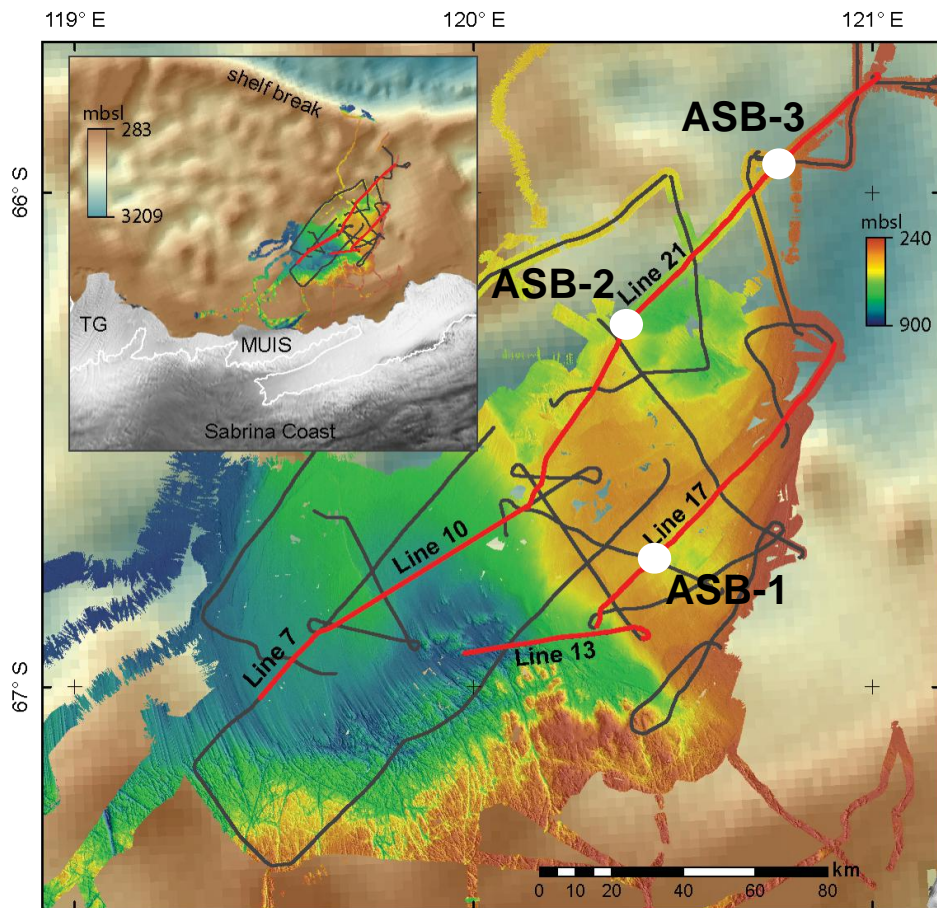 119° E
120° E
121° E
66° S
67° S
mbsl
283
3209
shelf break
TG
MUIS
Sabrina Coast
ASB-3
mbsl
240
900
ASB-2
Line 21
Line 17
Line 10
ASB-1
Line 7
Line 13
km
0 10 20 40 60 80